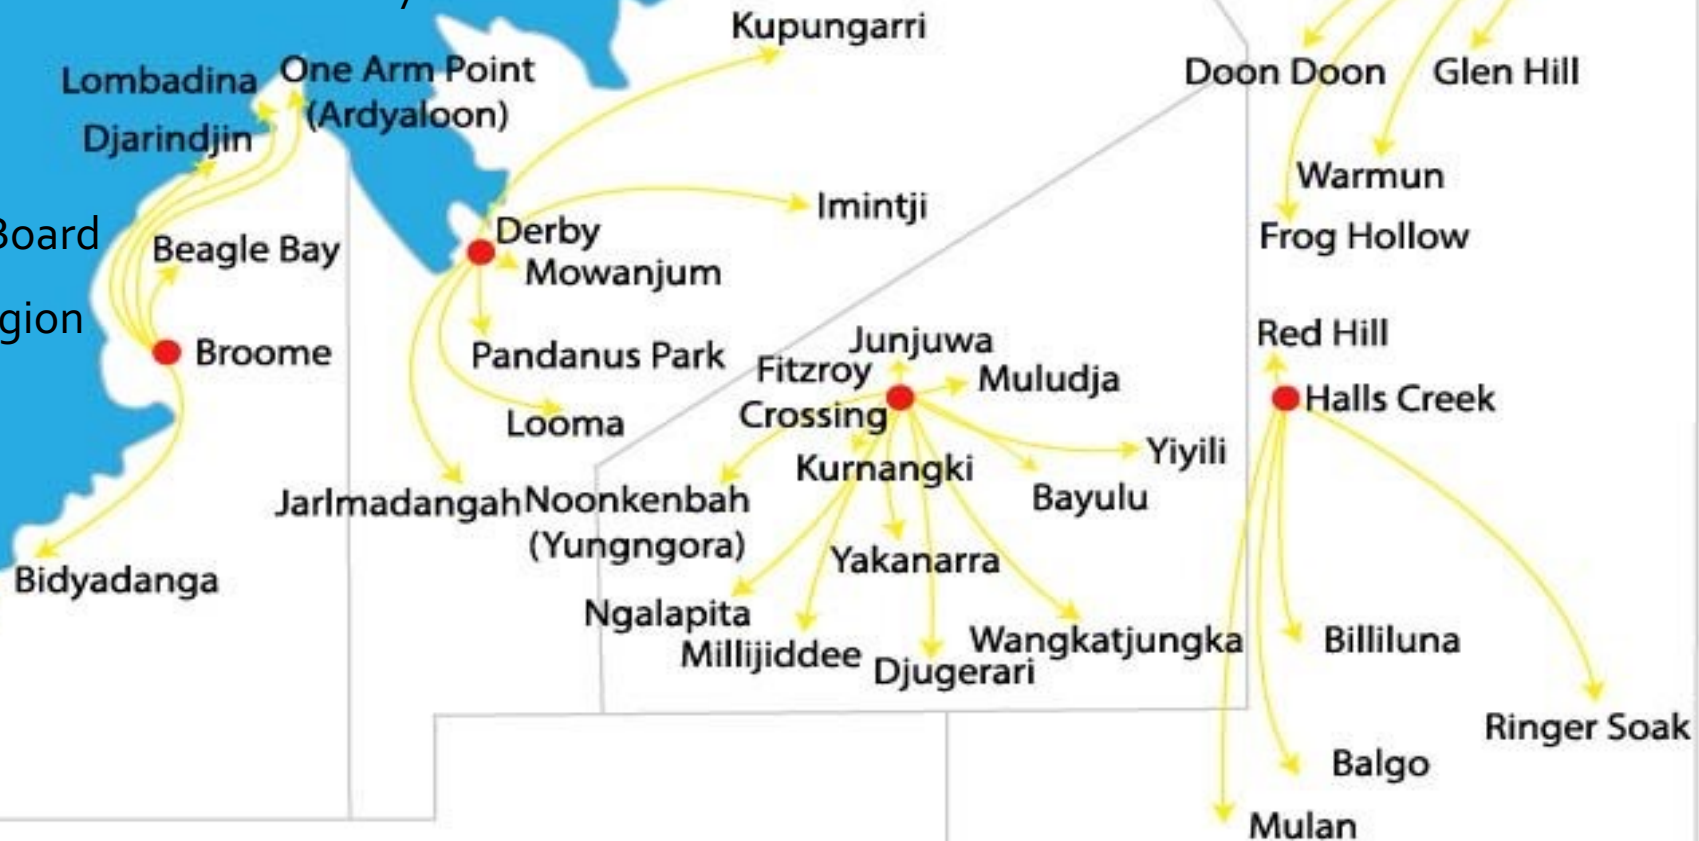 Kupungarri
Lombadina
One Arm Point
(Ardyaloon)
Doon Doon
Glen Hill
Djarindjin
Warmun
Imintji
Board
Derby
Frog Hollow
Beagle Bay
Mowanjum
gion
Red Hill
Broome
Pandanus Park
Junjuwa
Fitzroy
Crossing
Muludja
Halls Creek
Looma
Yiyili
Kurnangki
Bayulu
Jarlmadangah
Noonkenbah
(Yungngora)
Yakanarra
Bidyadanga
Ngalapita
Millijiddee
Wangkatjungka
Billiluna
Djugerari
Ringer Soak
Balgo
Mulan